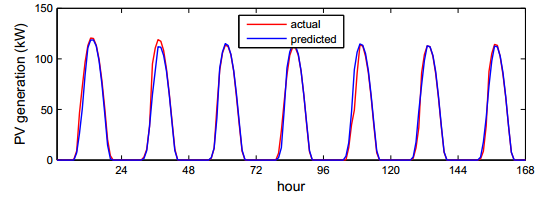 PV generation (kW)
150
100
50
0
actual
predicted
24 48 72 96 120 144 168
hour